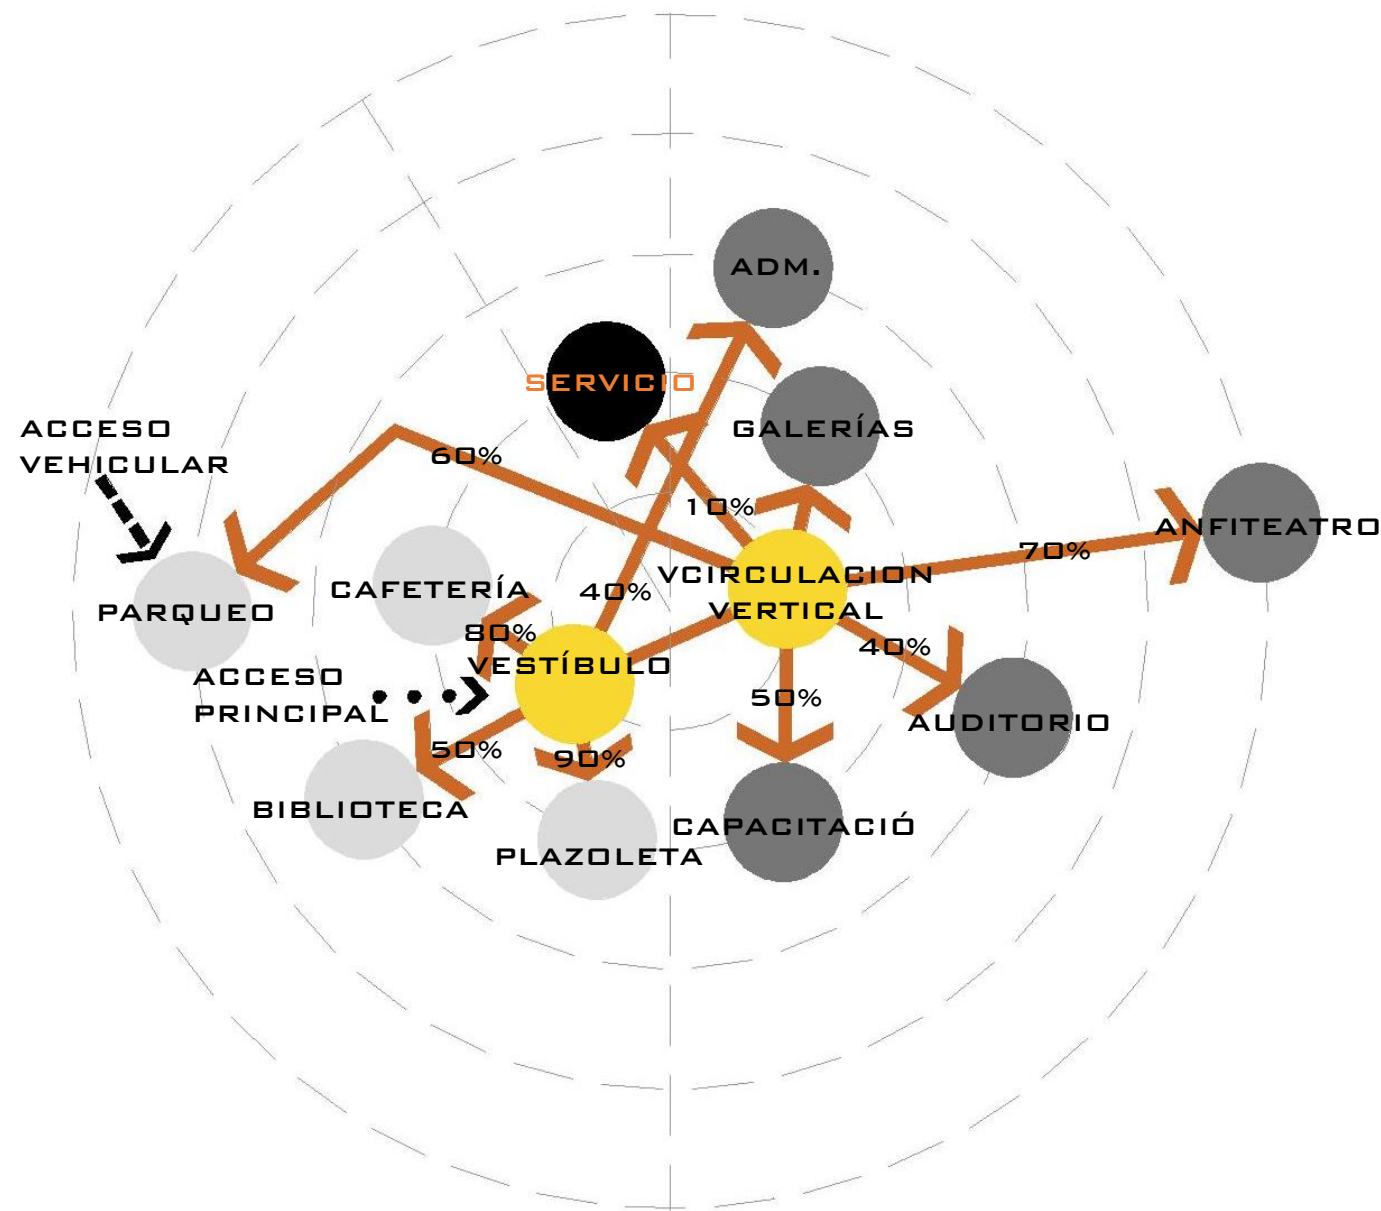 ADM.
SERVICIO
GALERÍAS
ACCESO
VEHICULAR
60%
10%
ANFITEATRO
70%
VCIRCULACION
VERTICAL
CAFETERÍA
40%
PARQUEO
80%
40%
VESTÍBULO
ACCESO
PRINCIPAL
50%
AUDITORIO
50%
90%
BIBLIOTECA
CAPACITACIÓ
PLAZOLETA